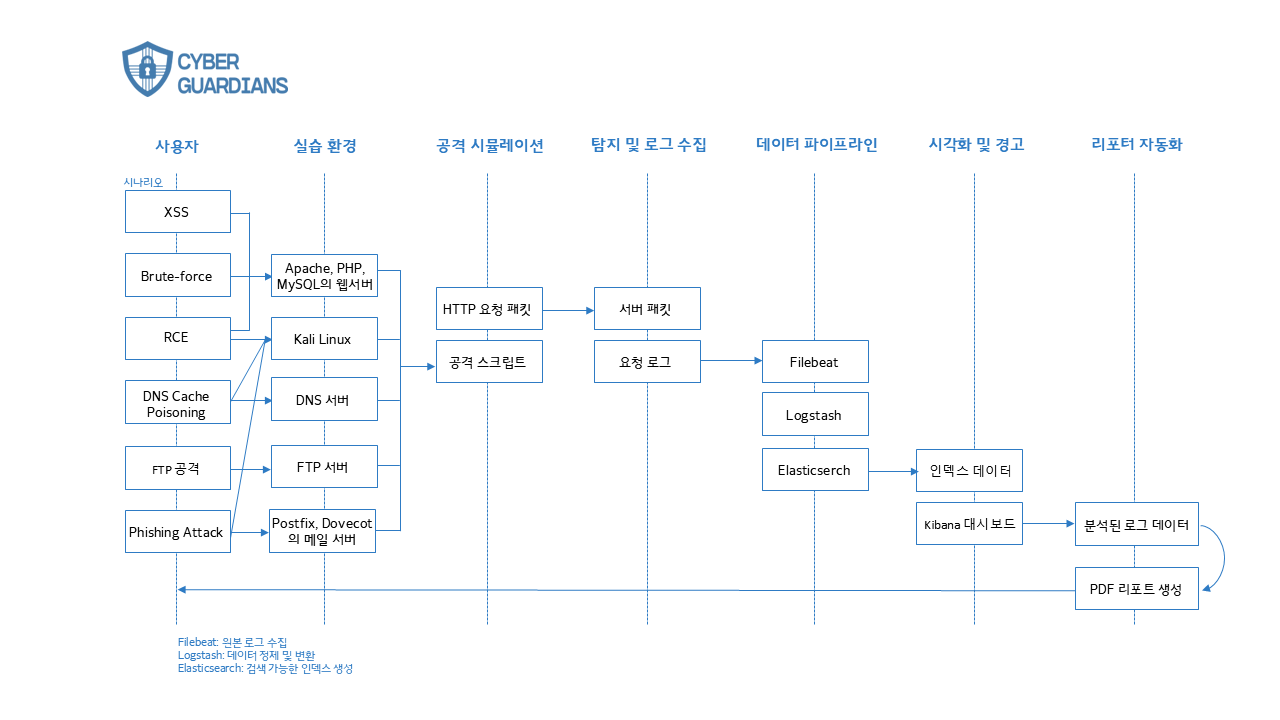 CYBER
GUARDIANS
사용자
실습 환경
공격 시뮬레이션
탐지 및 로그 수집
데이터 파이프라인
시각화 및 경고
리포터 자동화
시나리오
XSS
Brute-force
RCE
DNS Cache
Poisoning
FTP 공격
Phishing Attack
Apache, PHP,
MySQL의 웹서버
Kali Linux
DNS 서버
FTP 서버
Postfix, Dovecot
의 메일 서버
HTTP 요청 패킷
공격 스크립트
서버 패킷
요청 로그
Filebeat
Logstash
Elasticserch
인덱스 데이터
Kibana 대시보드
분석된 로그 데이터
PDF 리포트 생성
Filebeat: 원본 로그 수집
Logstash: 데이터 정제 및 변환
Elasticsearch: 검색 가능한 인덱스 생성